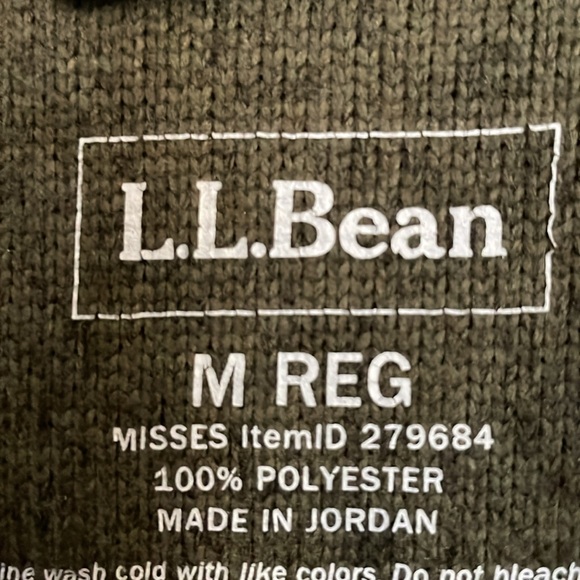 L.L.Bean
M REG
MISSES ItemID 279684
100% POLYESTER
MADE IN JORDAN
wash cold with like colors. Do not bleach